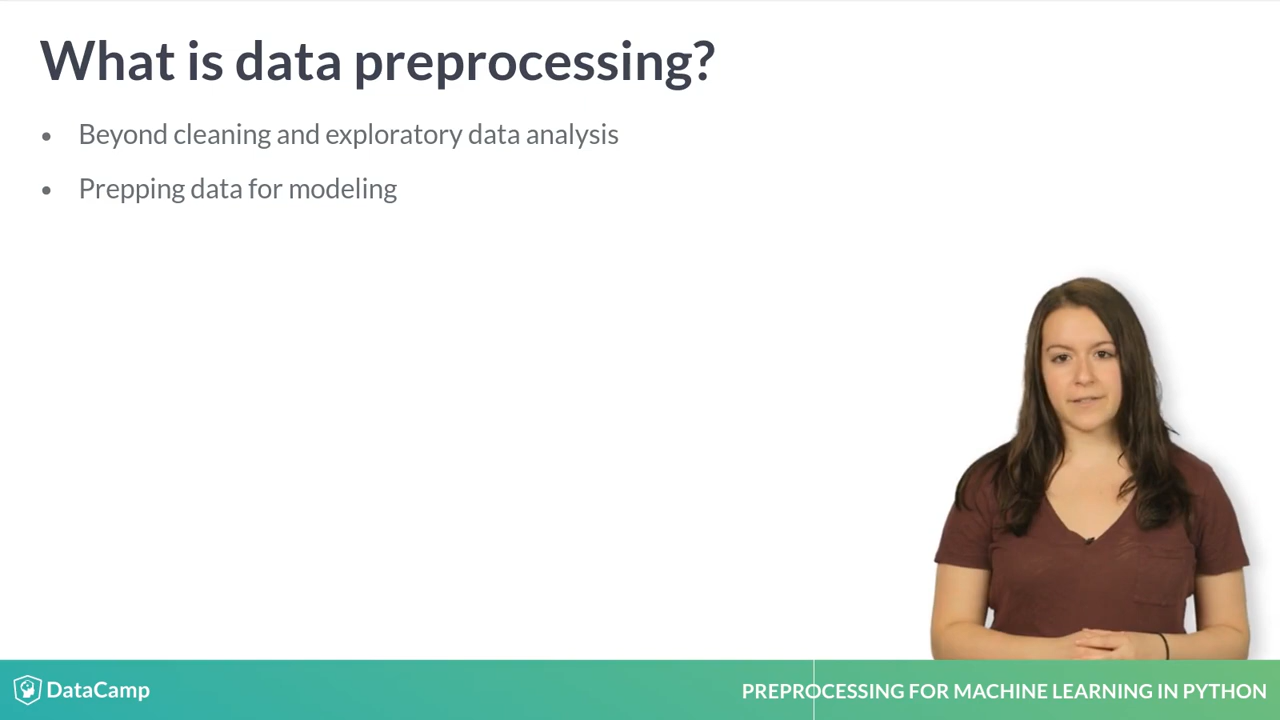 What is data preprocessing?
• Beyond cleaning and exploratory data analysis
• Prepping data for modeling
DataCamp
PREPROCESSING FOR MACHINE LEARNING IN PYTHON